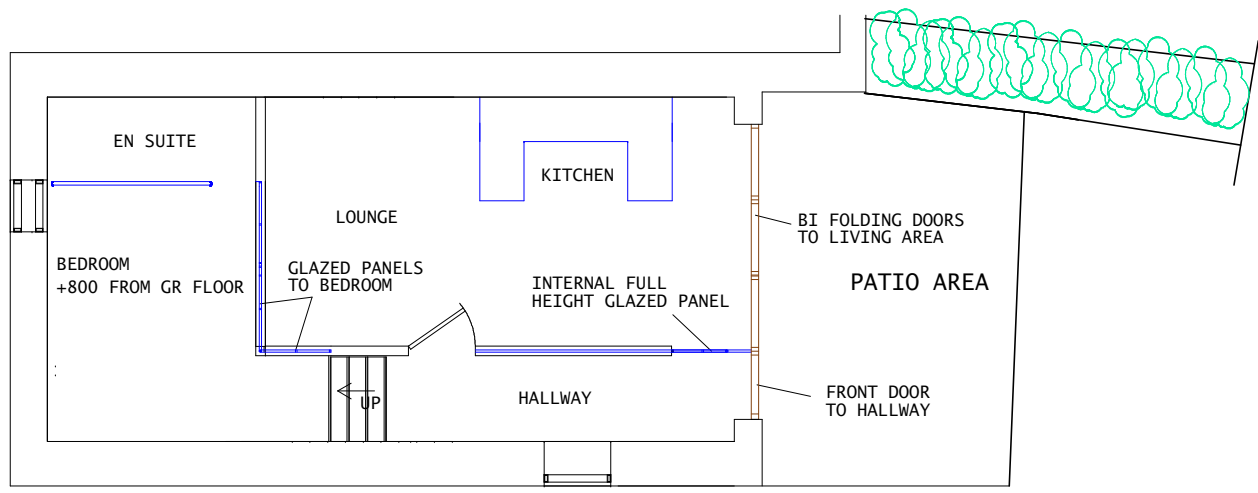 EN SUITE
KITCHEN
LOUNGE
BI FOLDING DOORS
TO LIVING AREA
BEDROOM
+800 FROM GR FLOOR
GLAZED PANELS
TO BEDROOM
INTERNAL FULL
HEIGHT GLAZED PANEL
PATIO AREA
UP
HALLWAY
FRONT DOOR
TO HALLWAY